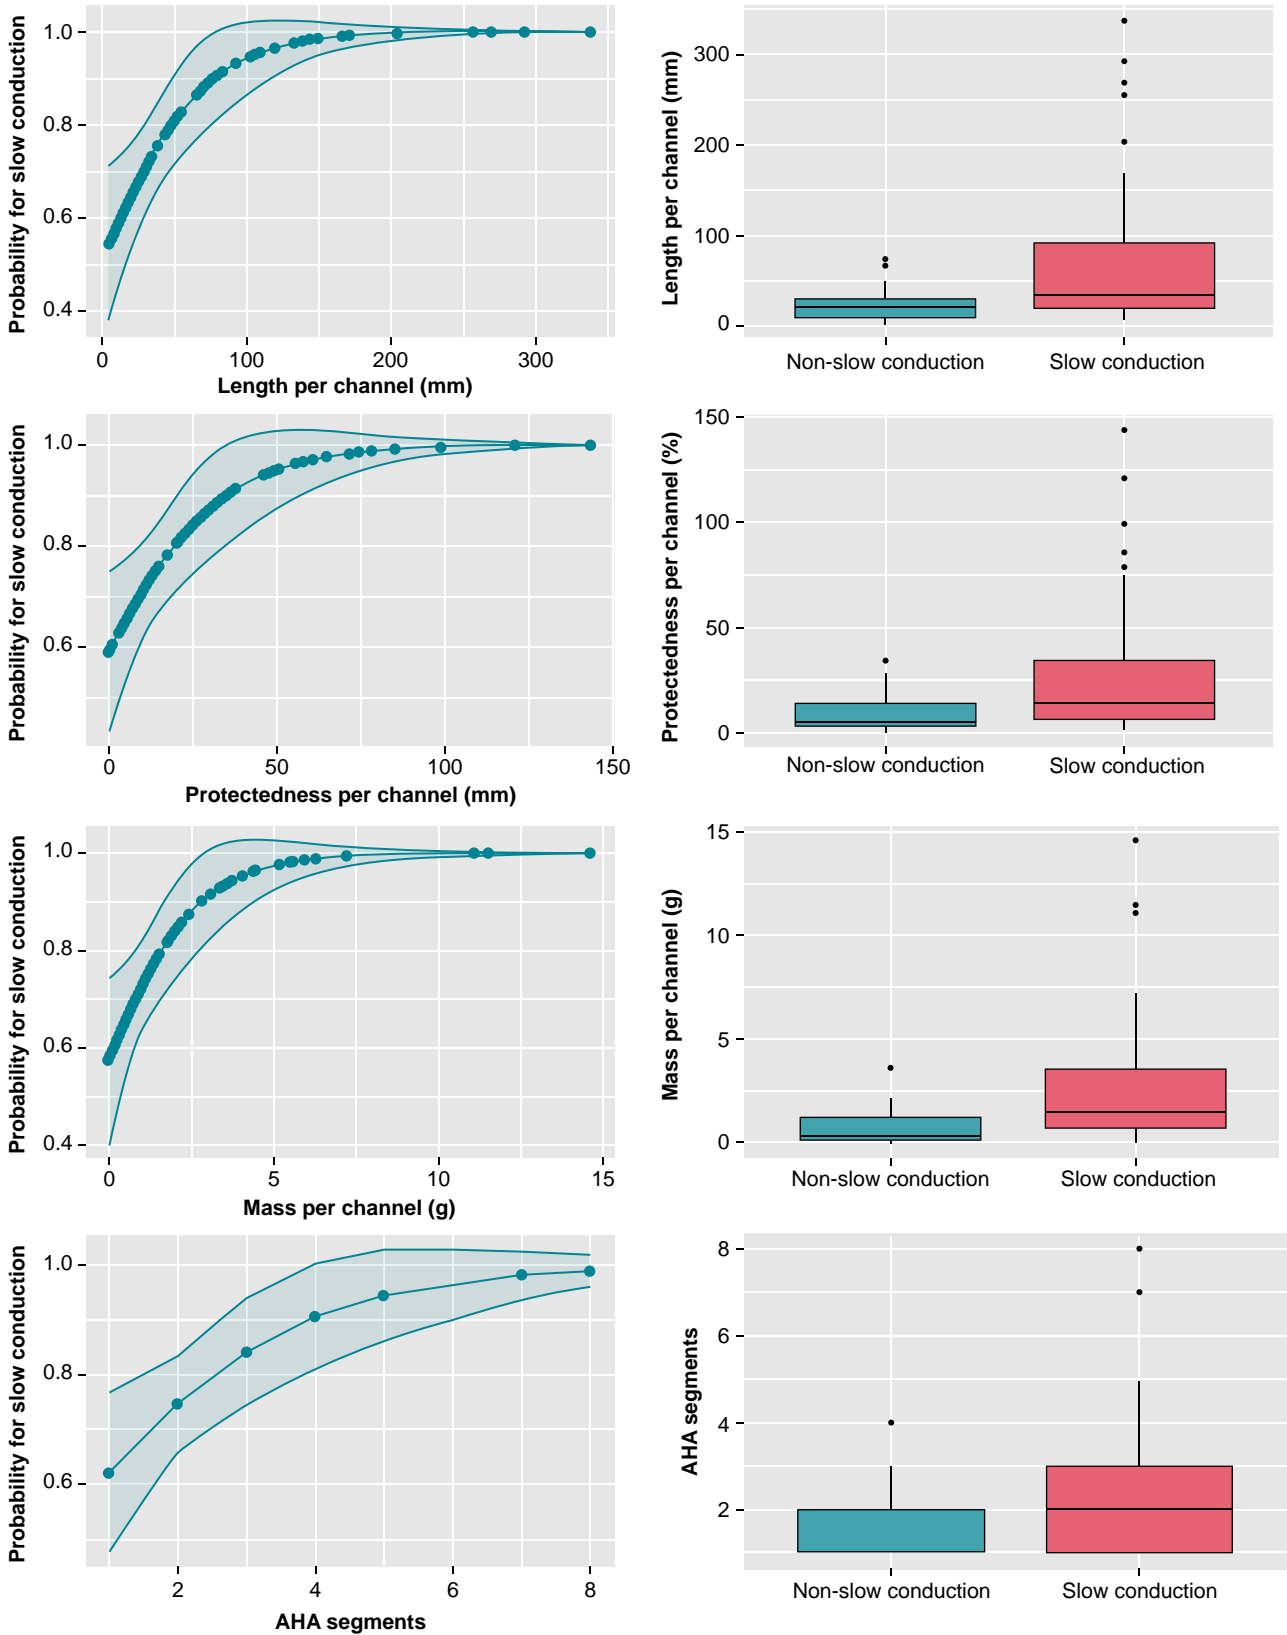 Probability for slow conduction
1.0
0.8
0.6
0.4
0 100 200 300
Length per channel (mm)
Length per channel (mm)
300
200
100
0
Non-slow conduction Slow conduction
Probability for slow conduction
1.0
0.8
0.6
0 50 100 150
Protectedness per channel (mm)
Protectedness per channel (%)
150
100
50
0
Non-slow conduction Slow conduction
Probability for slow conduction
1.0
0.8
0.6
0.4
0 5 10 15
Mass per channel (g)
Mass per channel (g)
15
10
5
0
Non-slow conduction Slow conduction
Probability for slow conduction
1.0
0.8
0.6
2 4 6 8
AHA segments
AHA segments
8
6
4
2
Non-slow conduction Slow conduction